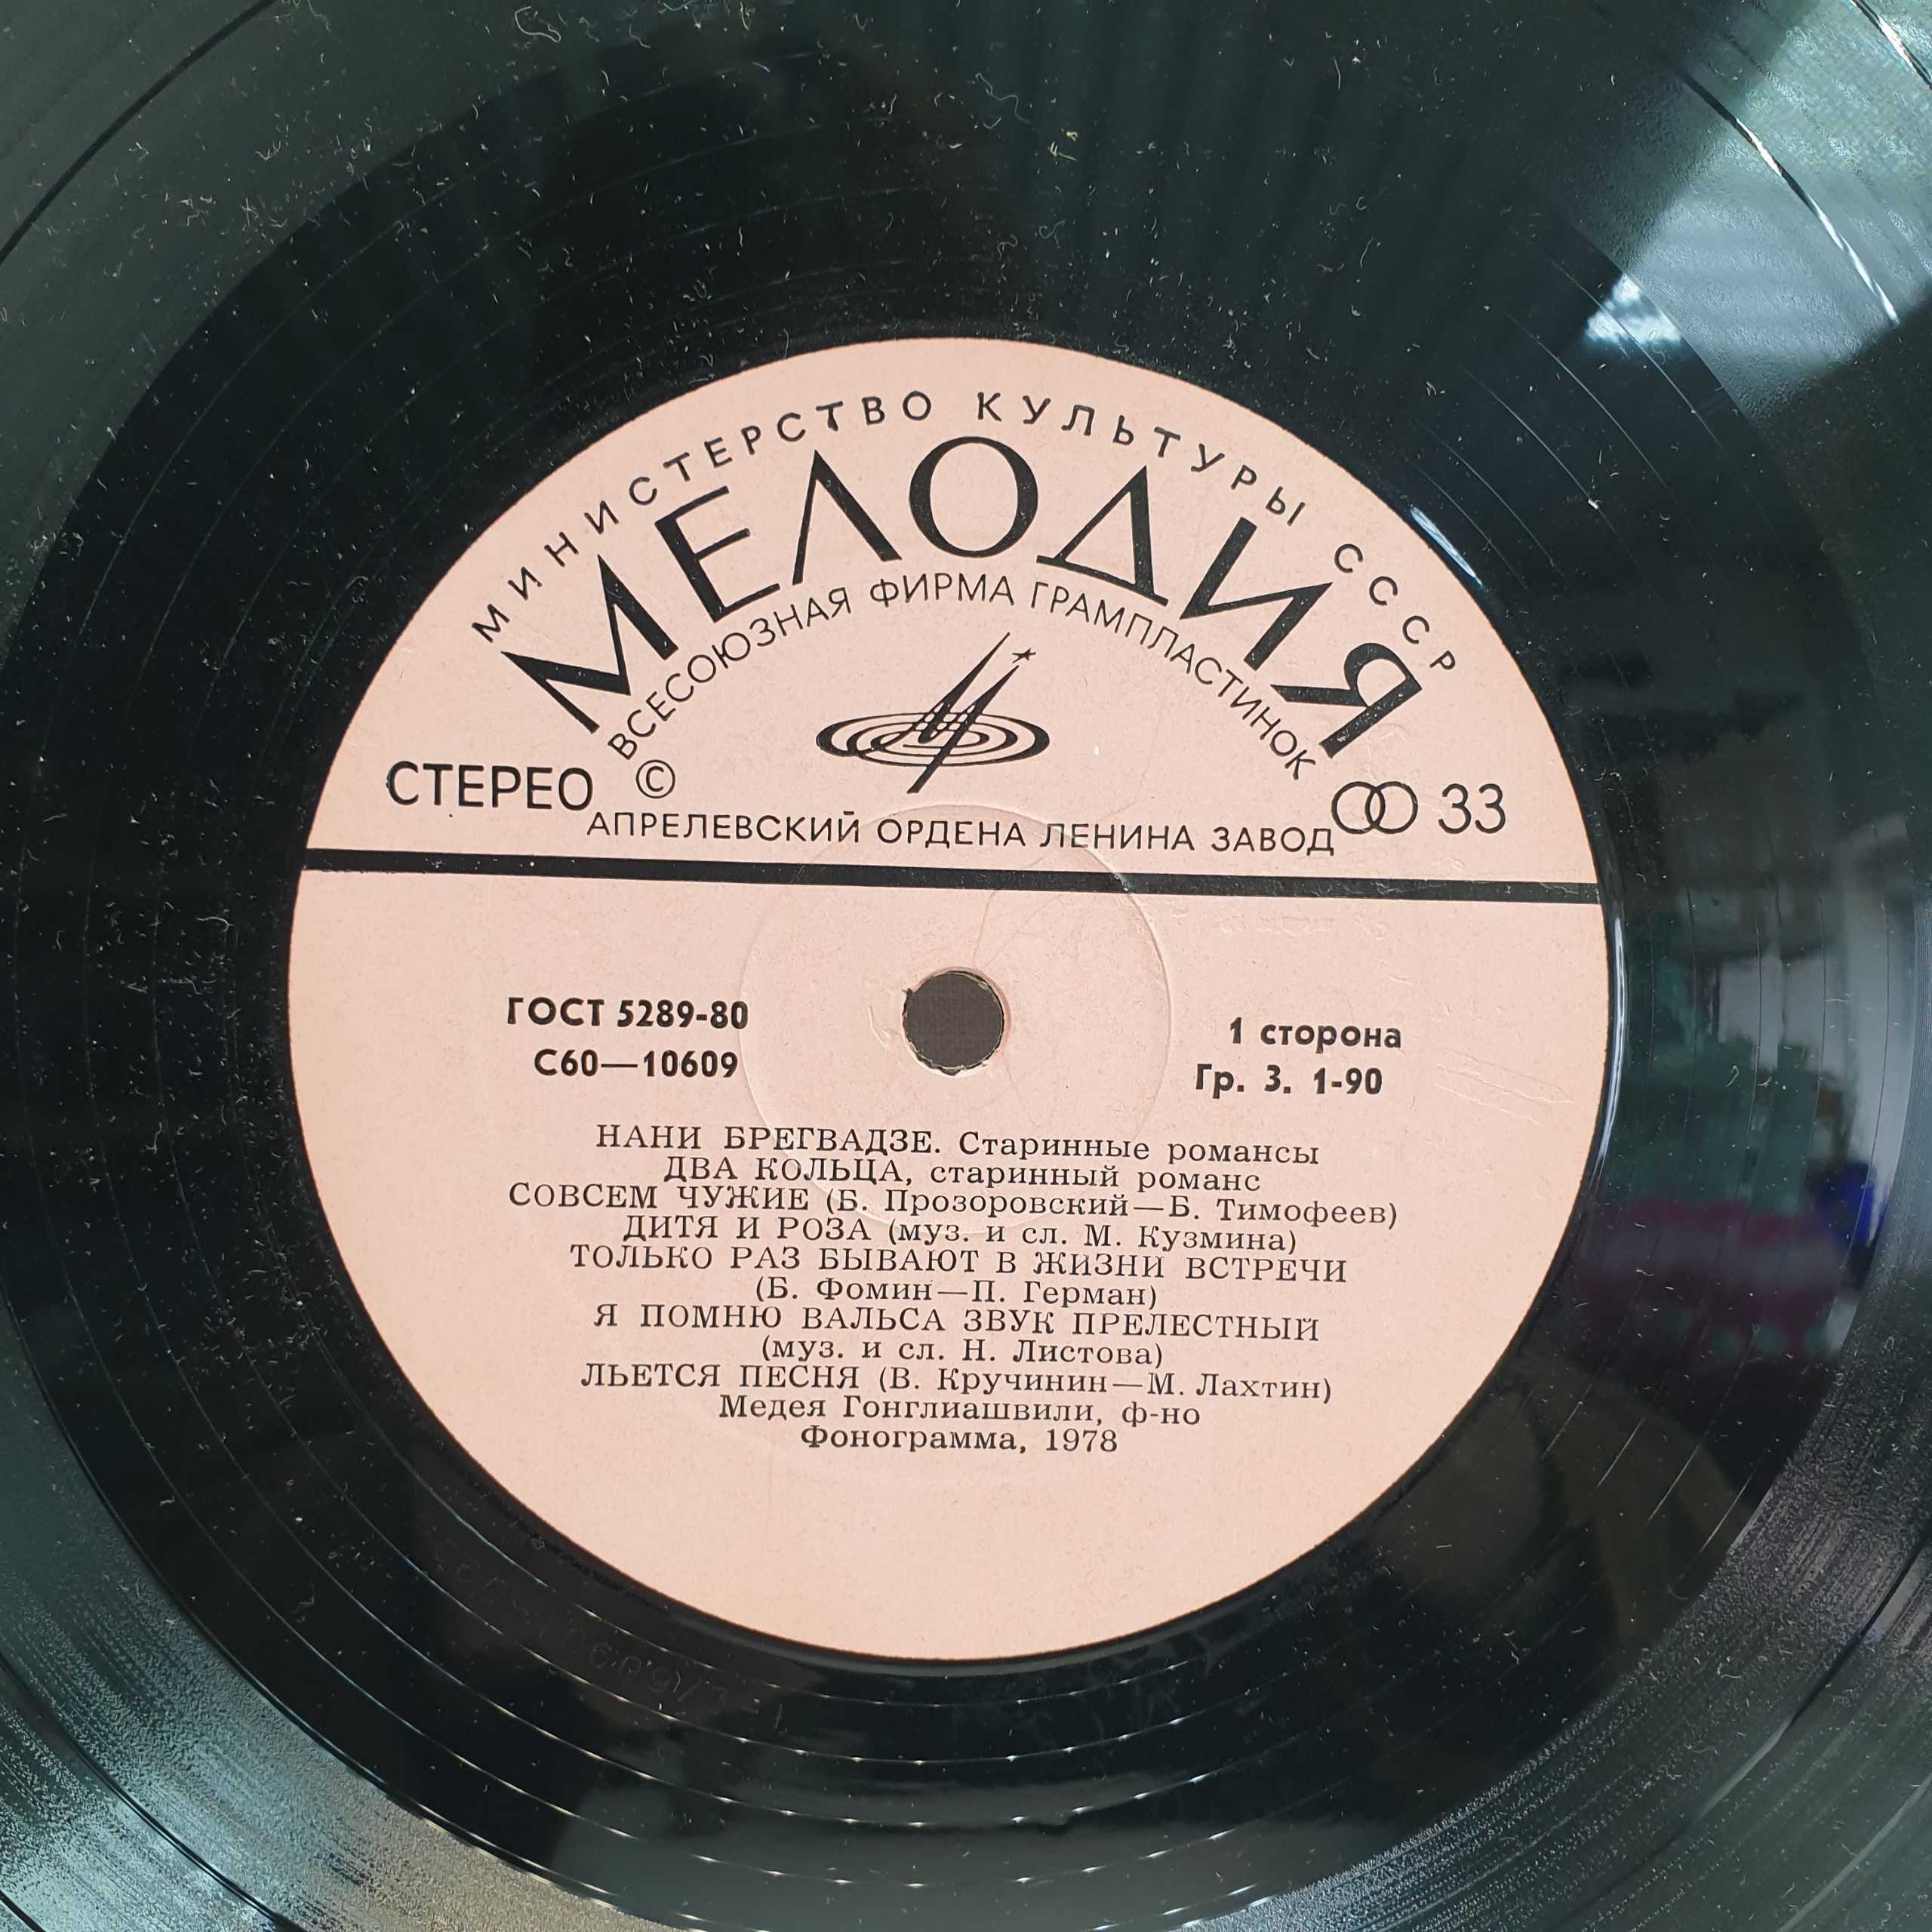 МИНИСТЕРСТВО КУЛЬТУРЫ СССР
МЕЛОДИЯ
ВСЕСОЮЗНАЯ ФИРМА ГРАМПЛАСТИНОК
СТЕРЕО © 33
АПРЕЛЕВСКИЙ ОРДЕНА ЛЕНИНА ЗАВОД
ГОСТ 5289-80
С60—10609
1 сторона
Гр. 3. 1-90
НАНИ БРЕГВАДЗЕ. Старинные романсы
ДВА КОЛЬЦА, старинный романс
СОВСЕМ ЧУЖИЕ (Б. Прозоровский—Б. Тимофеев)
ДИТЯ И РОЗА (муз. и сл. М. Кузмина)
ТОЛЬКО РАЗ БЫВАЮТ В ЖИЗНИ ВСТРЕЧИ
(Б. Фомин—П. Герман)
Я ПОМНЮ ВАЛЬСА ЗВУК ПРЕЛЕСТНЫЙ
(муз. и сл. Н. Листова)
ЛЬЕТСЯ ПЕСНЯ (В. Кручинин—М. Лахтин)
Медея Гонглиашвили, ф-но
Фонограмма, 1978